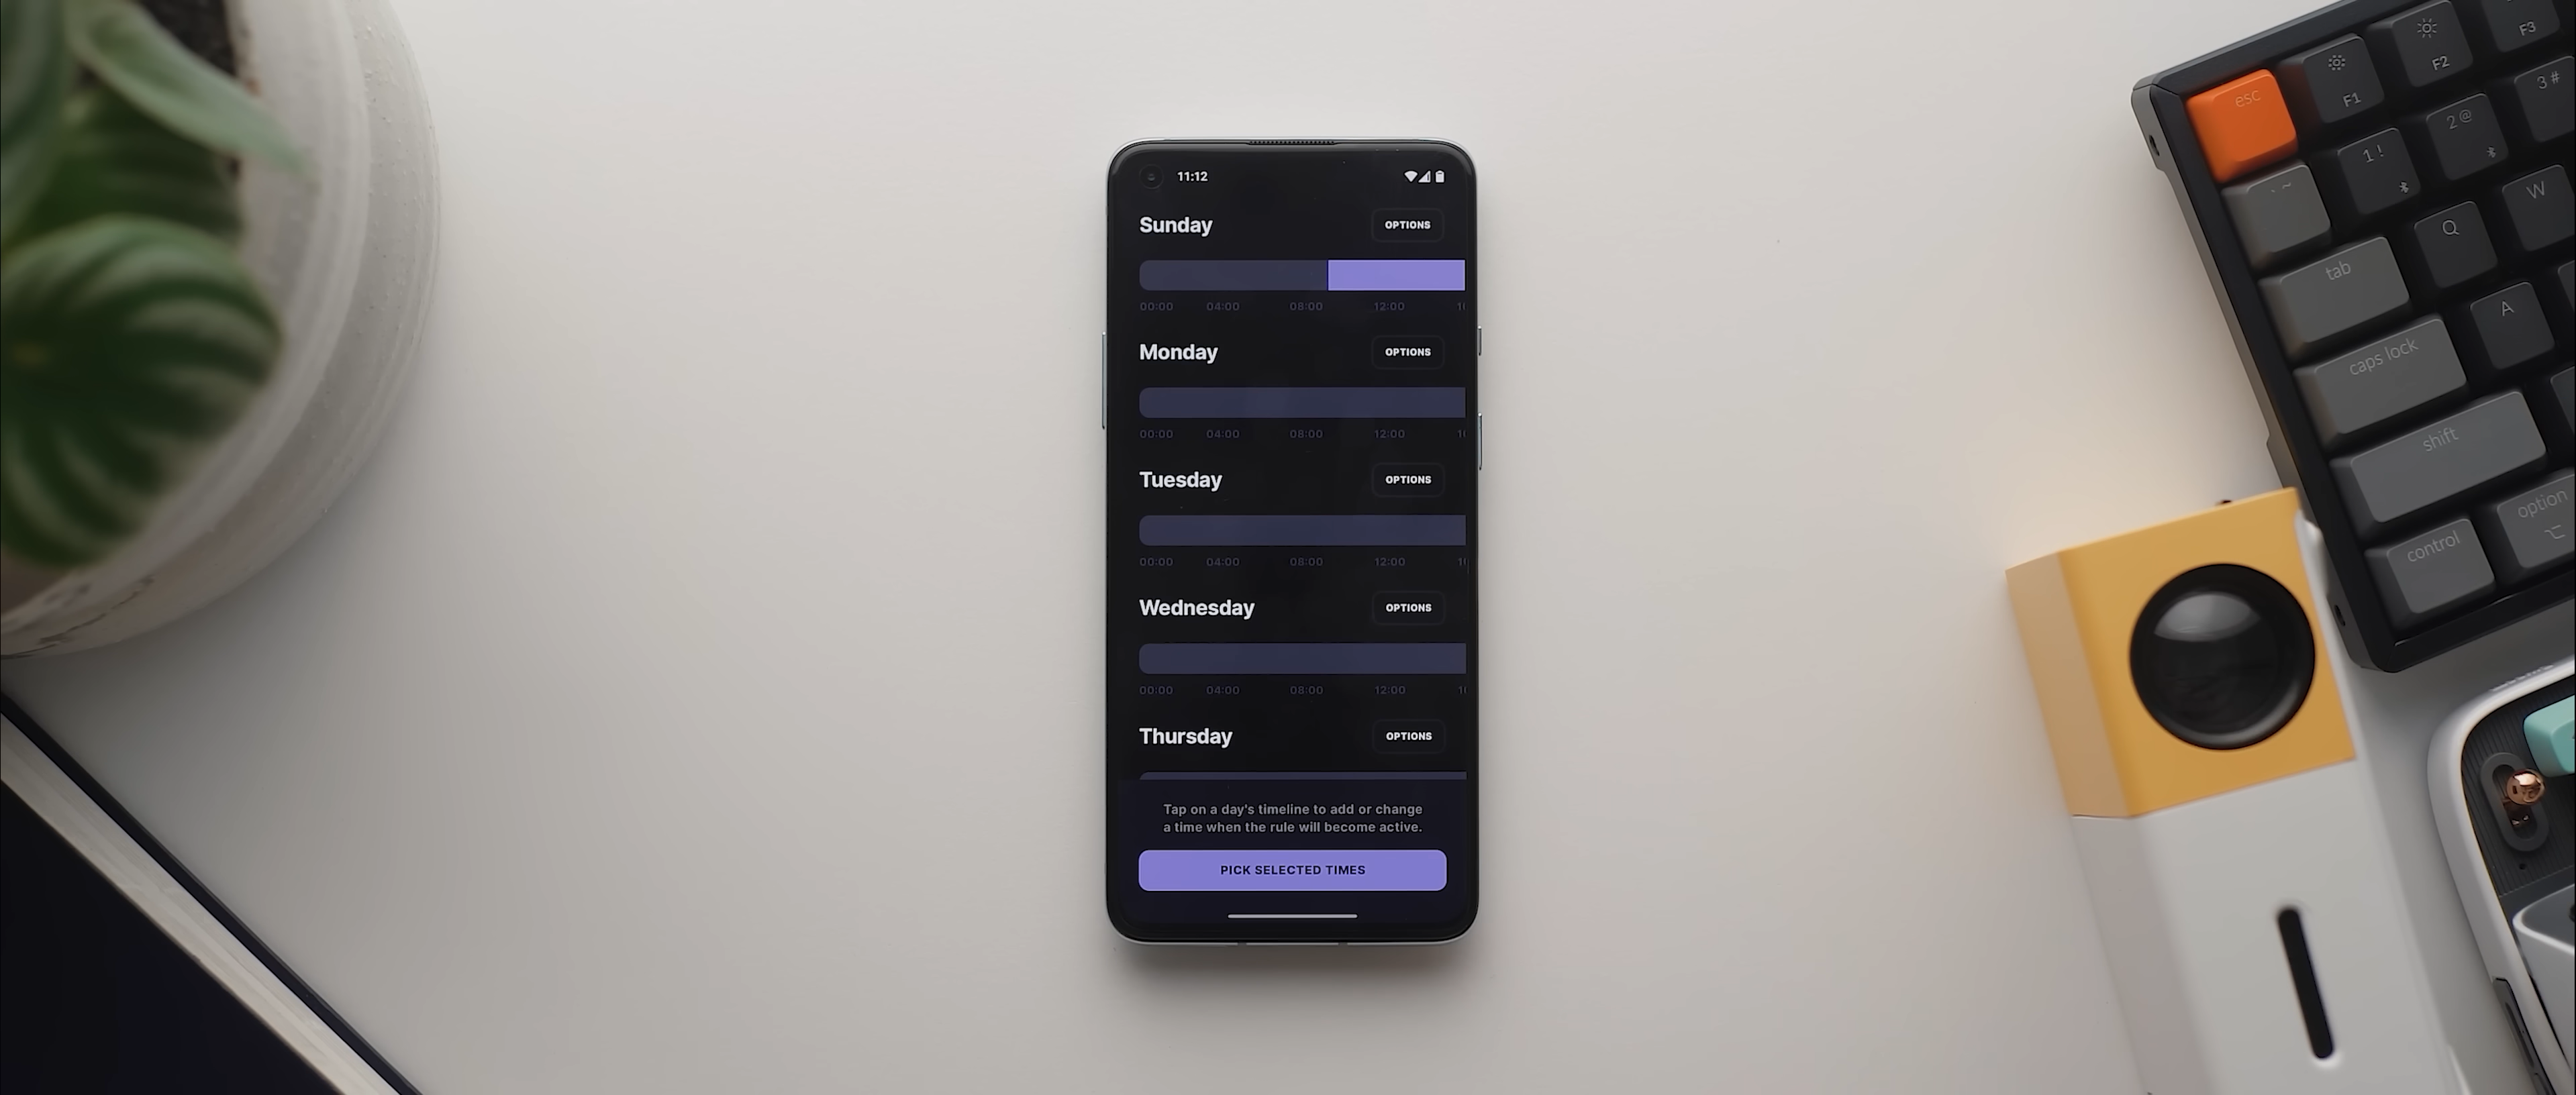 11:12
Sunday OPTIONS
00:00 04:00 08:00 12:00
Monday OPTIONS
00:00 04:00 08:00 12:00
Tuesday OPTIONS
00:00 04:00 08:00 12:00
Wednesday OPTIONS
00:00 04:00 08:00 12:00
Thursday OPTIONS
Tap on a day's timeline to add or change
a time when the rule will become active.
PICK SELECTED TIMES
esc F1 F2 F3
` ~ 1 ! 2 @ 3 #
tab Q W
caps lock A
shift
control option